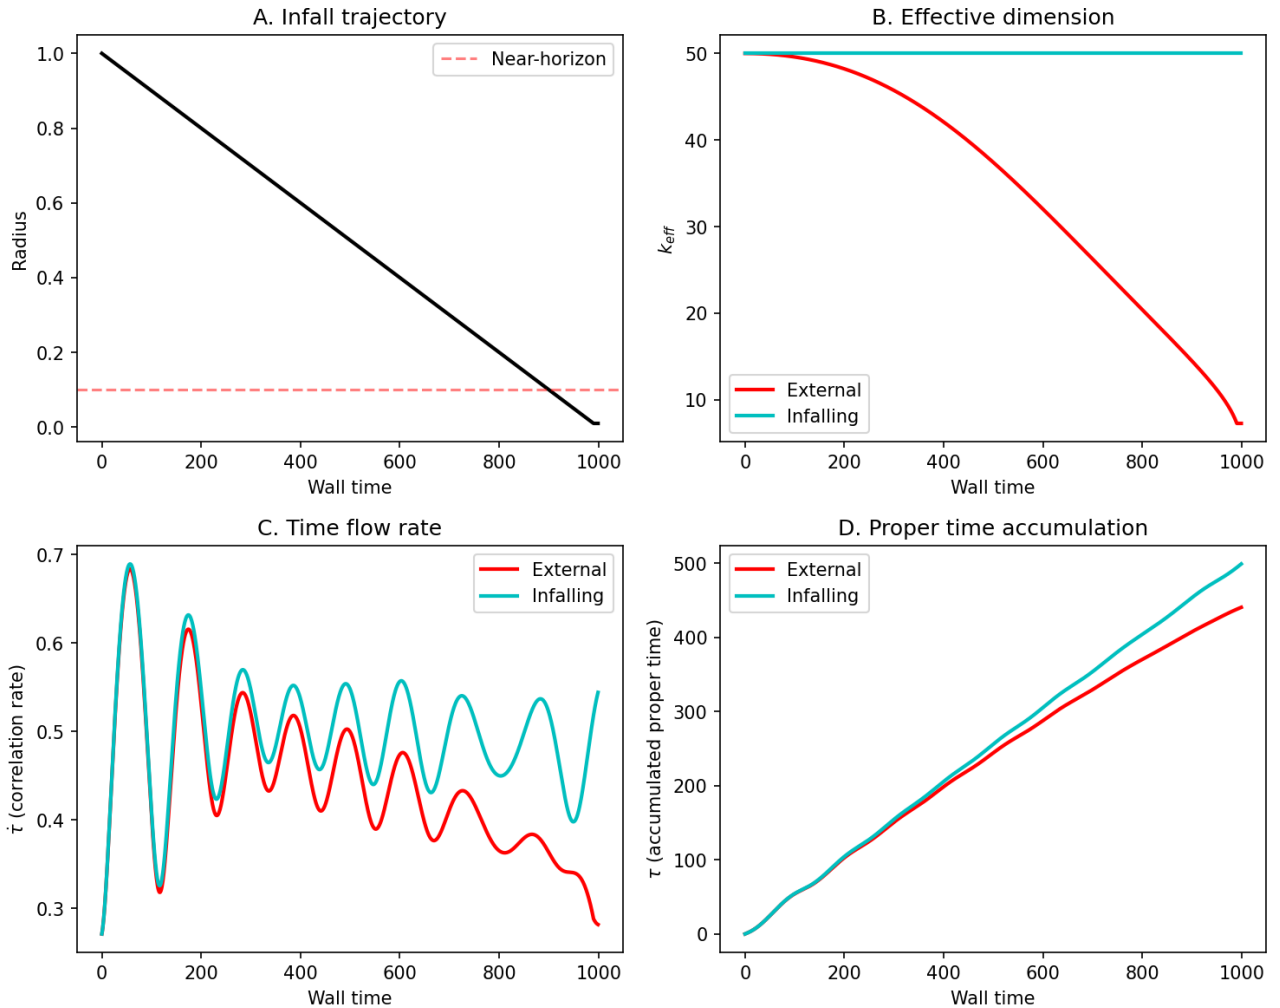 A. Infall trajectory
Radius
1.0
0.8
0.6
0.4
0.2
0.0
Near-horizon
0 200 400 600 800 1000
Wall time
B. Effective dimension
k_eff
50
40
30
20
10
External
Infalling
0 200 400 600 800 1000
Wall time
C. Time flow rate
τ̇ (correlation rate)
0.7
0.6
0.5
0.4
0.3
External
Infalling
0 200 400 600 800 1000
Wall time
D. Proper time accumulation
τ (accumulated proper time)
500
400
300
200
100
0
External
Infalling
0 200 400 600 800 1000
Wall time